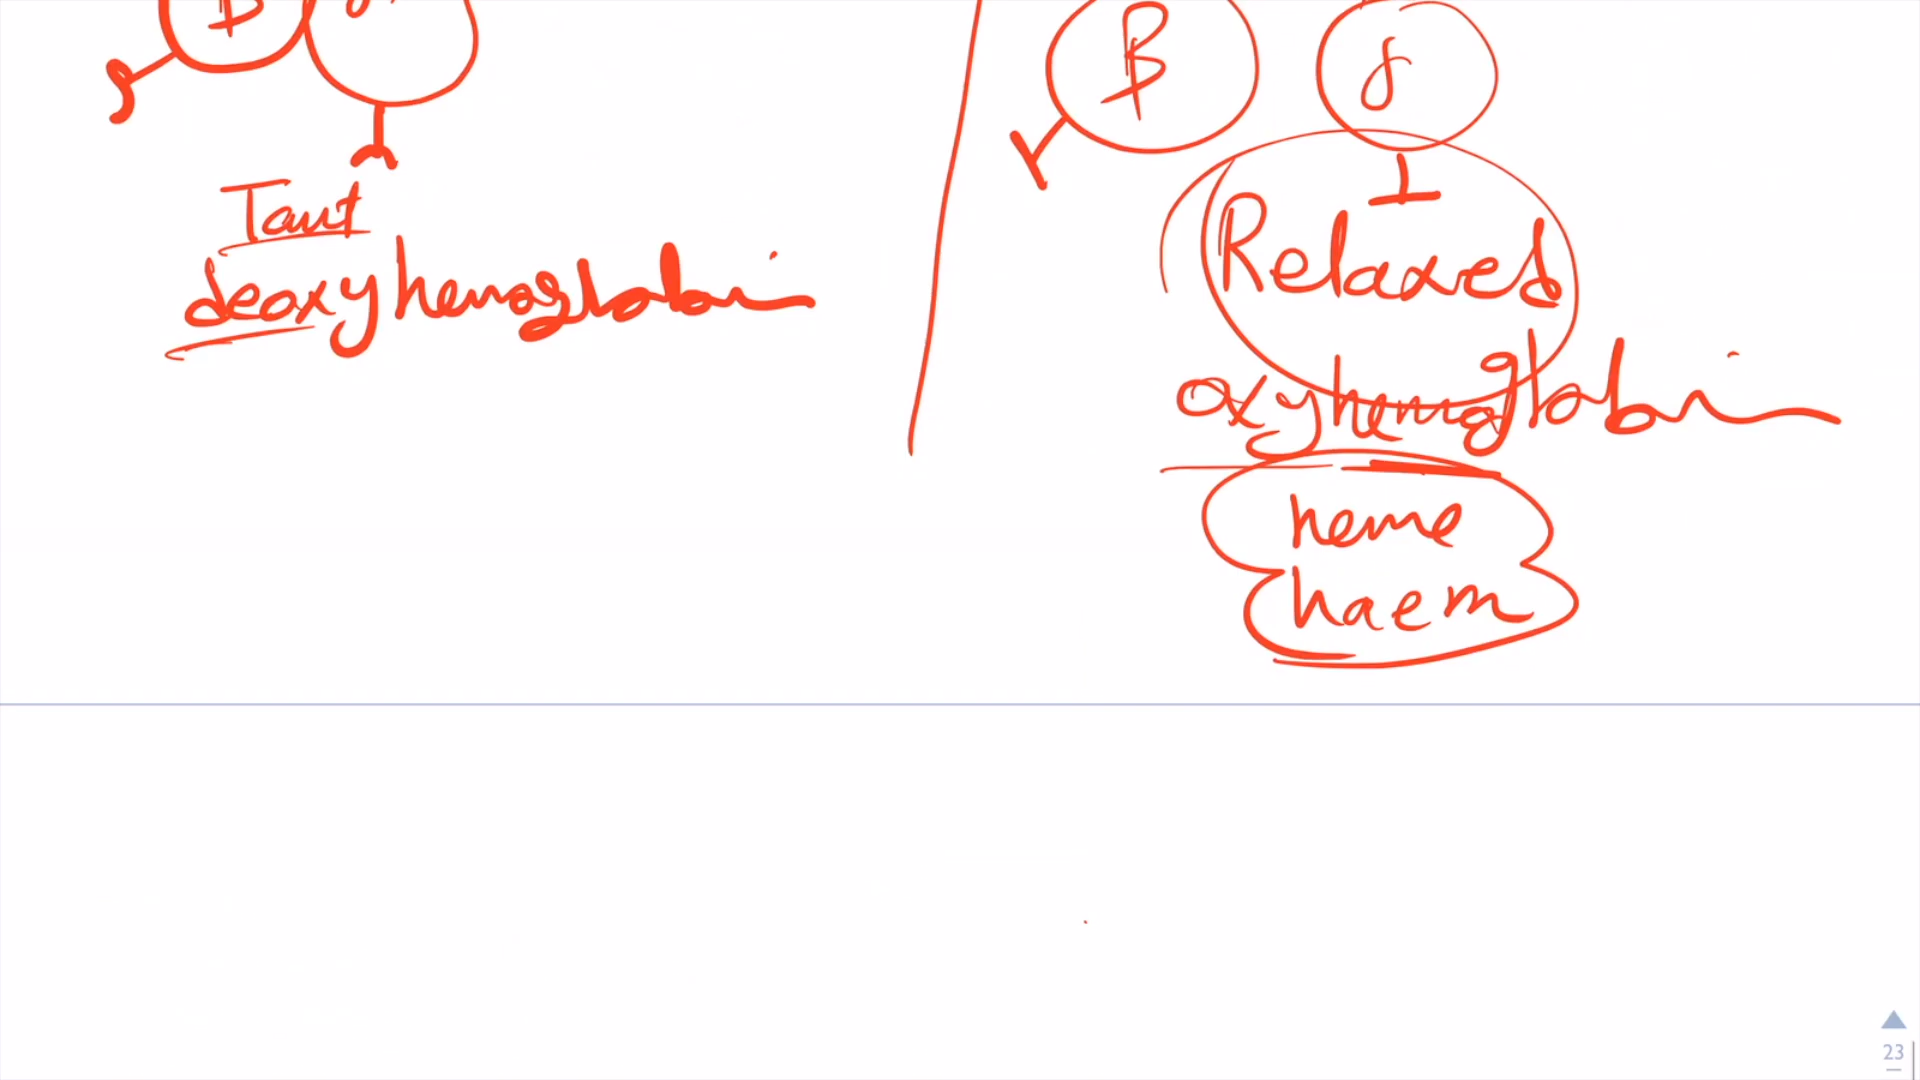 B
Taut
deoxyhemoglobin
β
γ
Relaxed
oxyhemoglobin
heme
haem
23